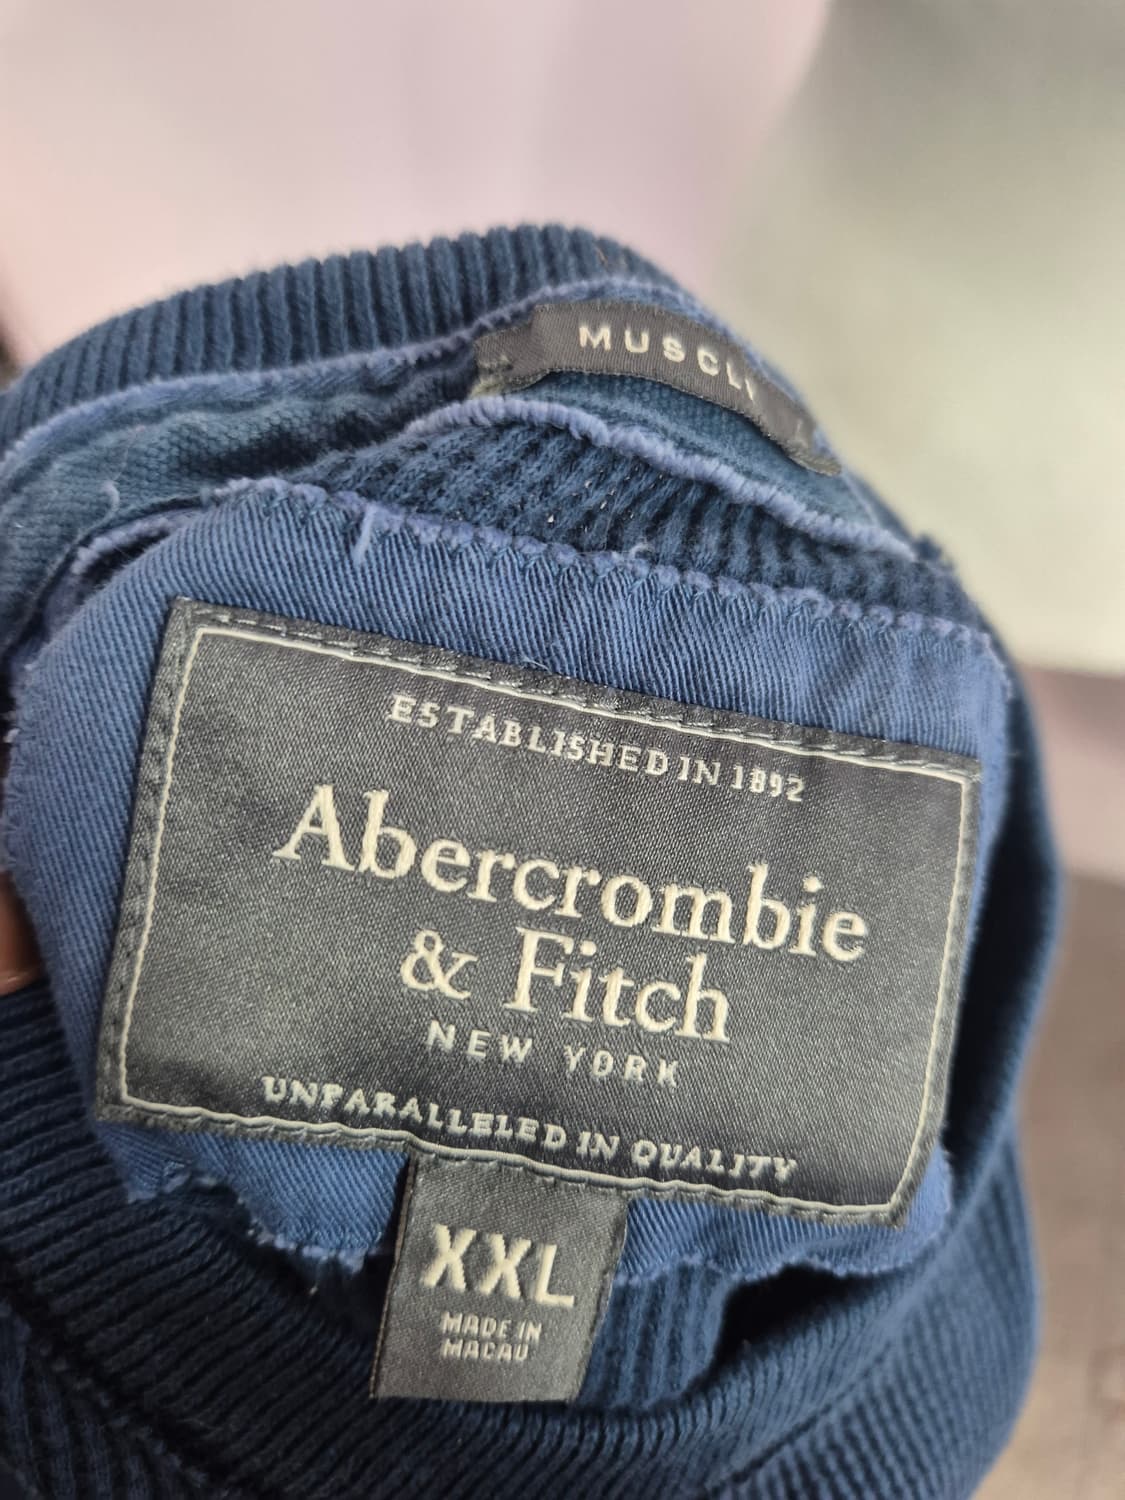 MUSCLE
ESTABLISHED IN 1892
Abercrombie
& Fitch
NEW YORK
UNPARALLELED IN QUALITY
XXL
MADE IN
MACAU